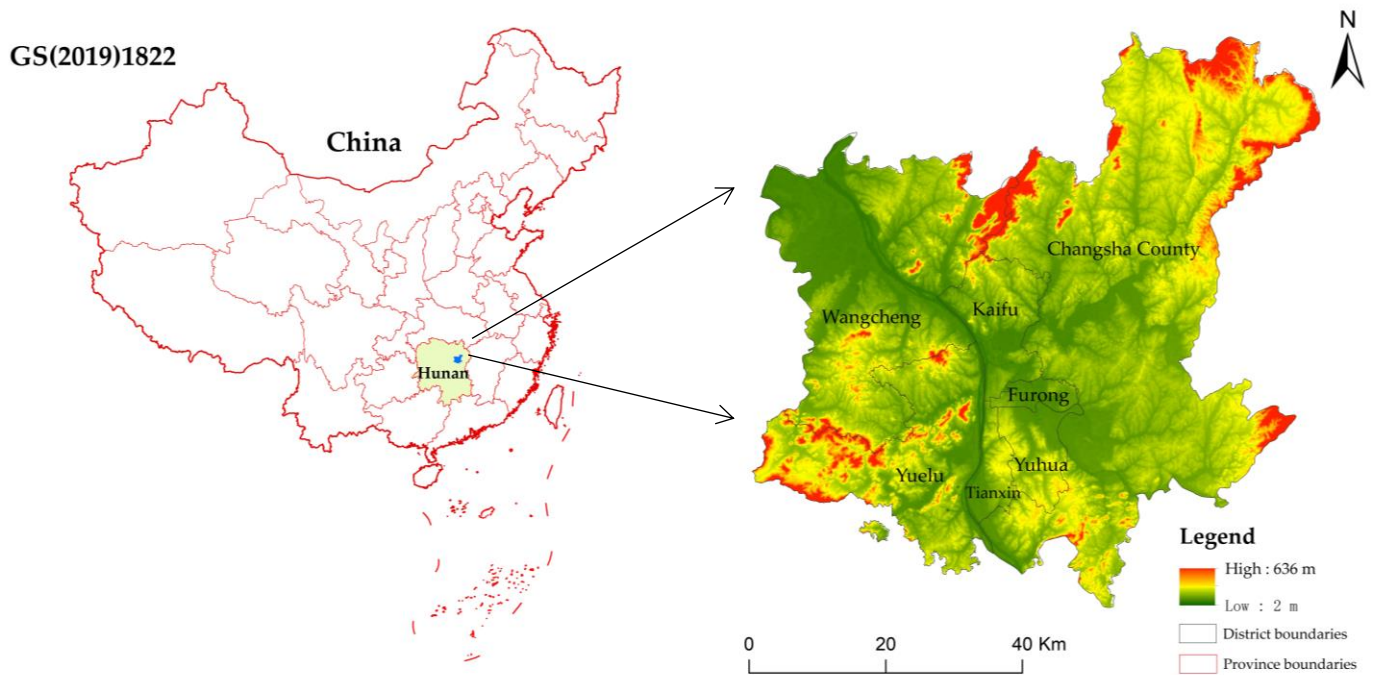 GS(2019)1822
China
Hunan
N
Changsha County
Kaifu
Wangcheng
Furong
Yuhua
Yuelu
Tianxin
Legend
High : 636 m
Low : 2 m
District boundaries
Province boundaries
0 20 40 Km